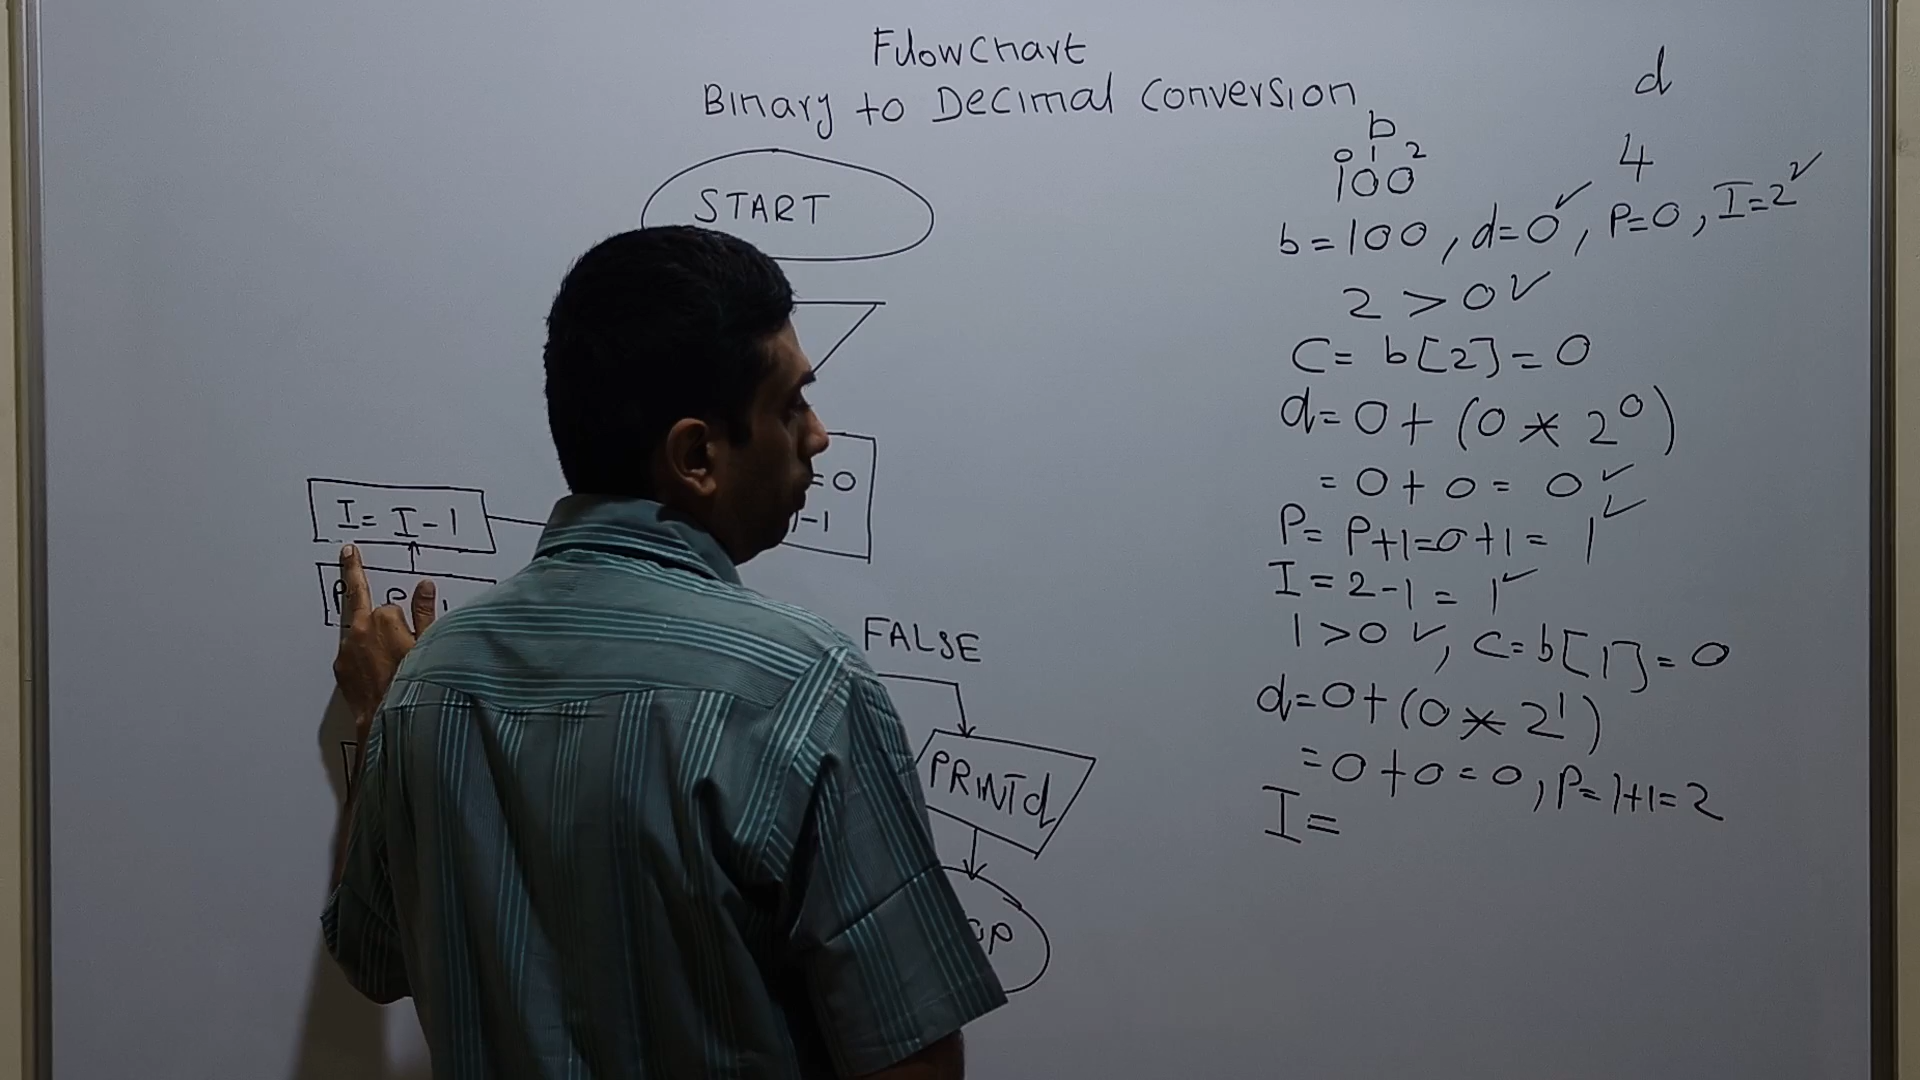 Flowchart
Binary to Decimal Conversion
START
=0
-1
I= I-1
FALSE
PRINT d
b
d
0 1 2
100
4
b=100, d=0✓, P=0, I=2✓
2 > 0✓
C= b[2]=0
d=0+(0*2⁰)
=0+0=0✓
P= P+1=0+1=1✓
I=2-1=1✓
1>0✓, C=b[1]=0
d=0+(0*2¹)
=0+0=0, P=1+1=2
I=